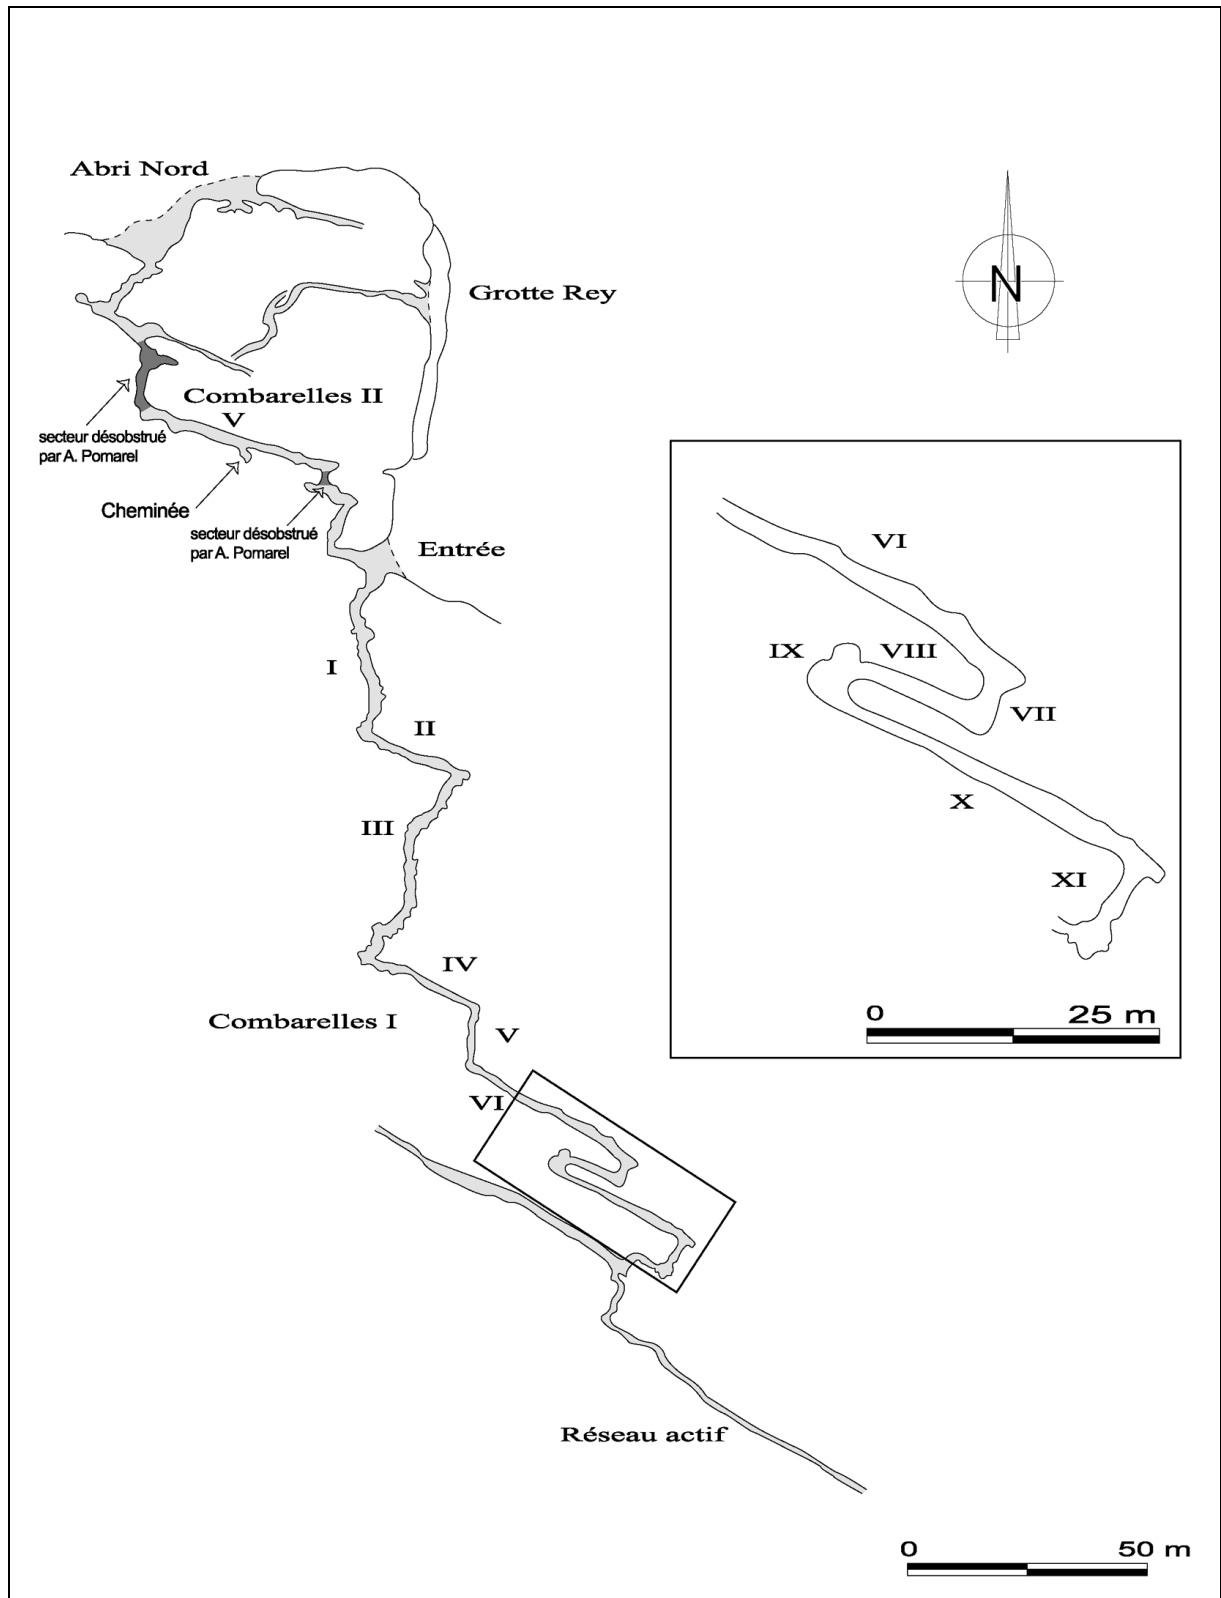 Abri Nord
N
Grotte Rey
Combarelles II
V
secteur désobstrué
par A. Pomarel
Cheminée
secteur désobstrué
par A. Pomarel
Entrée
I
II
III
IV
Combarelles I
V
VI
Réseau actif
0 50 m
VI
IX VIII
VII
X
XI
0 25 m